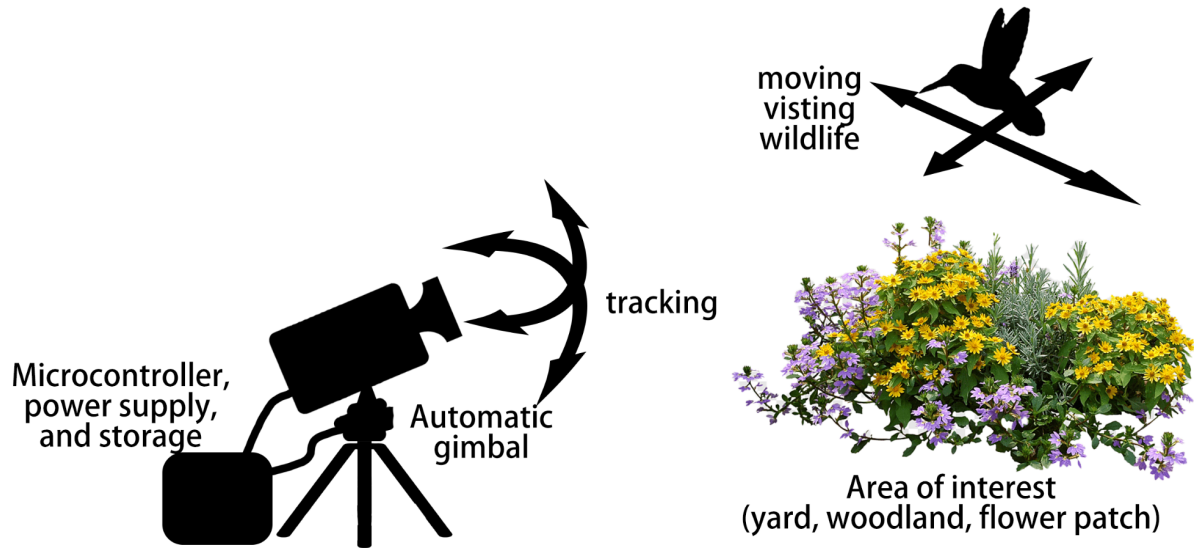 moving
visting
wildlife
tracking
Microcontroller,
power supply,
and storage
Automatic
gimbal
Area of interest
(yard, woodland, flower patch)